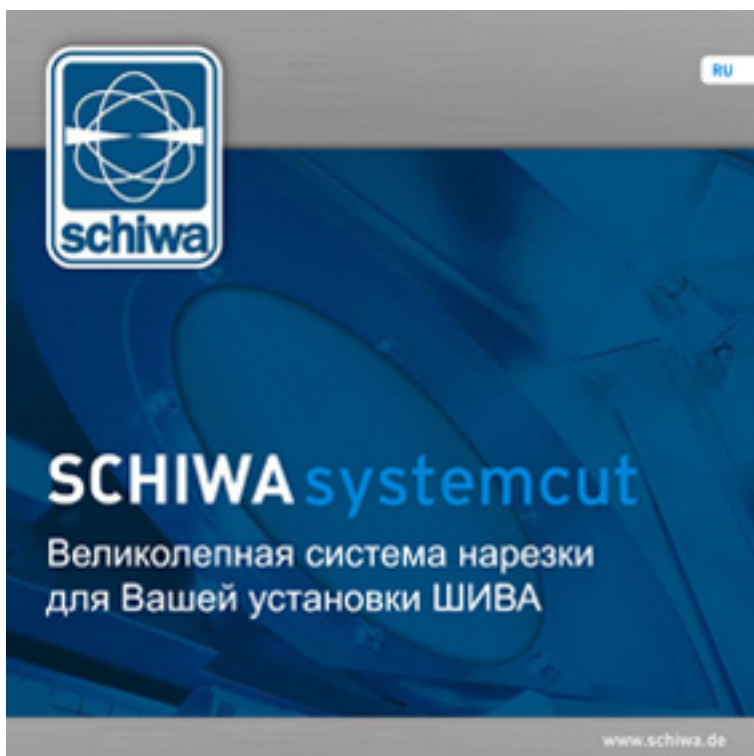 RU
schiwa
SCHIWA systemcut
Великолепная система нарезки
для Вашей установки ШИВА
www.schiwa.de